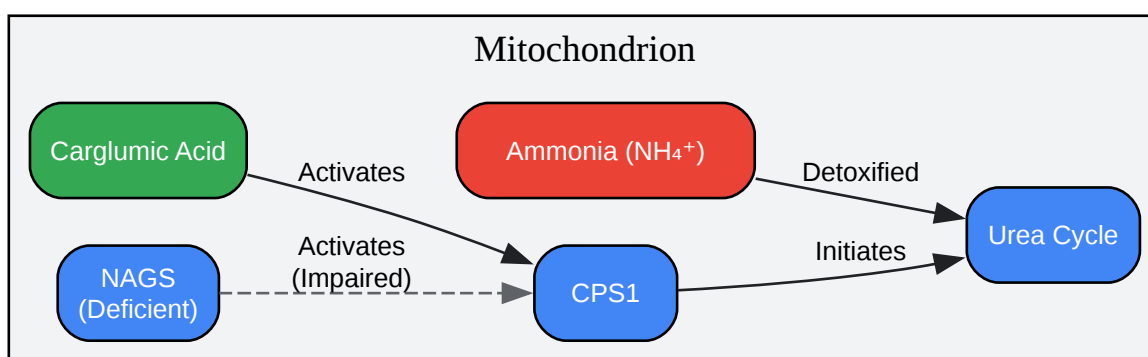 Mitochondrion
Carglumic Acid
Ammonia (NH₄⁺)
Activates
Detoxified
Urea Cycle
Activates
(Impaired)
Initiates
NAGS
(Deficient)
CPS1